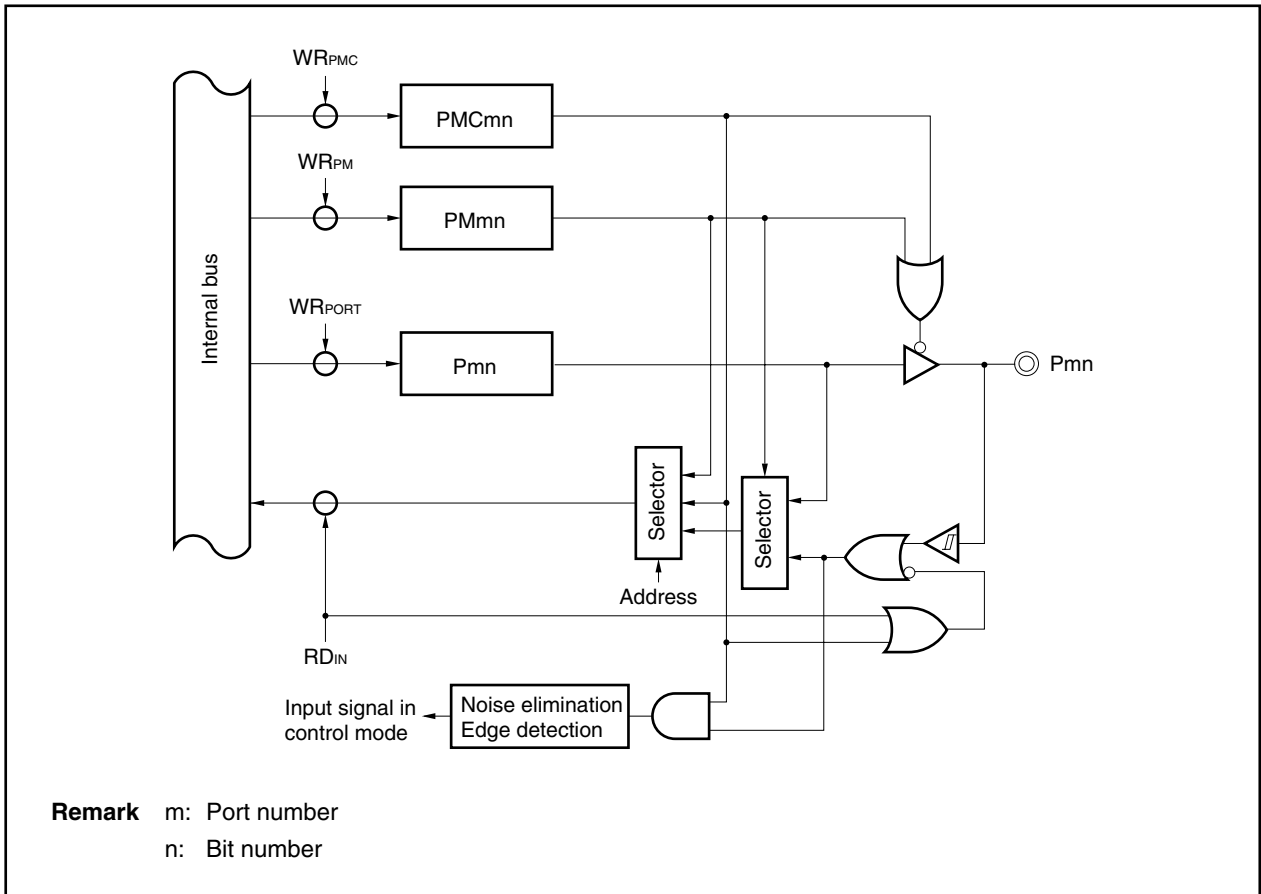 WRPMC
PMCmn
WRPM
PMmn
Internal bus
WRPORT
Pmn
Pmn
Selector
Selector
Address
RDIN
Input signal in
control mode
Noise elimination
Edge detection
Remark m: Port number
n: Bit number